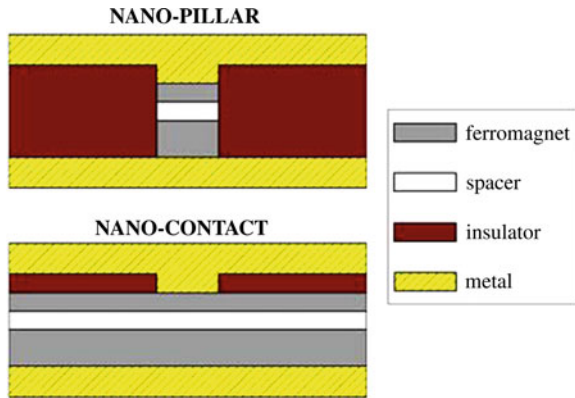 NANO-PILLAR
NANO-CONTACT
ferromagnet
spacer
insulator
metal